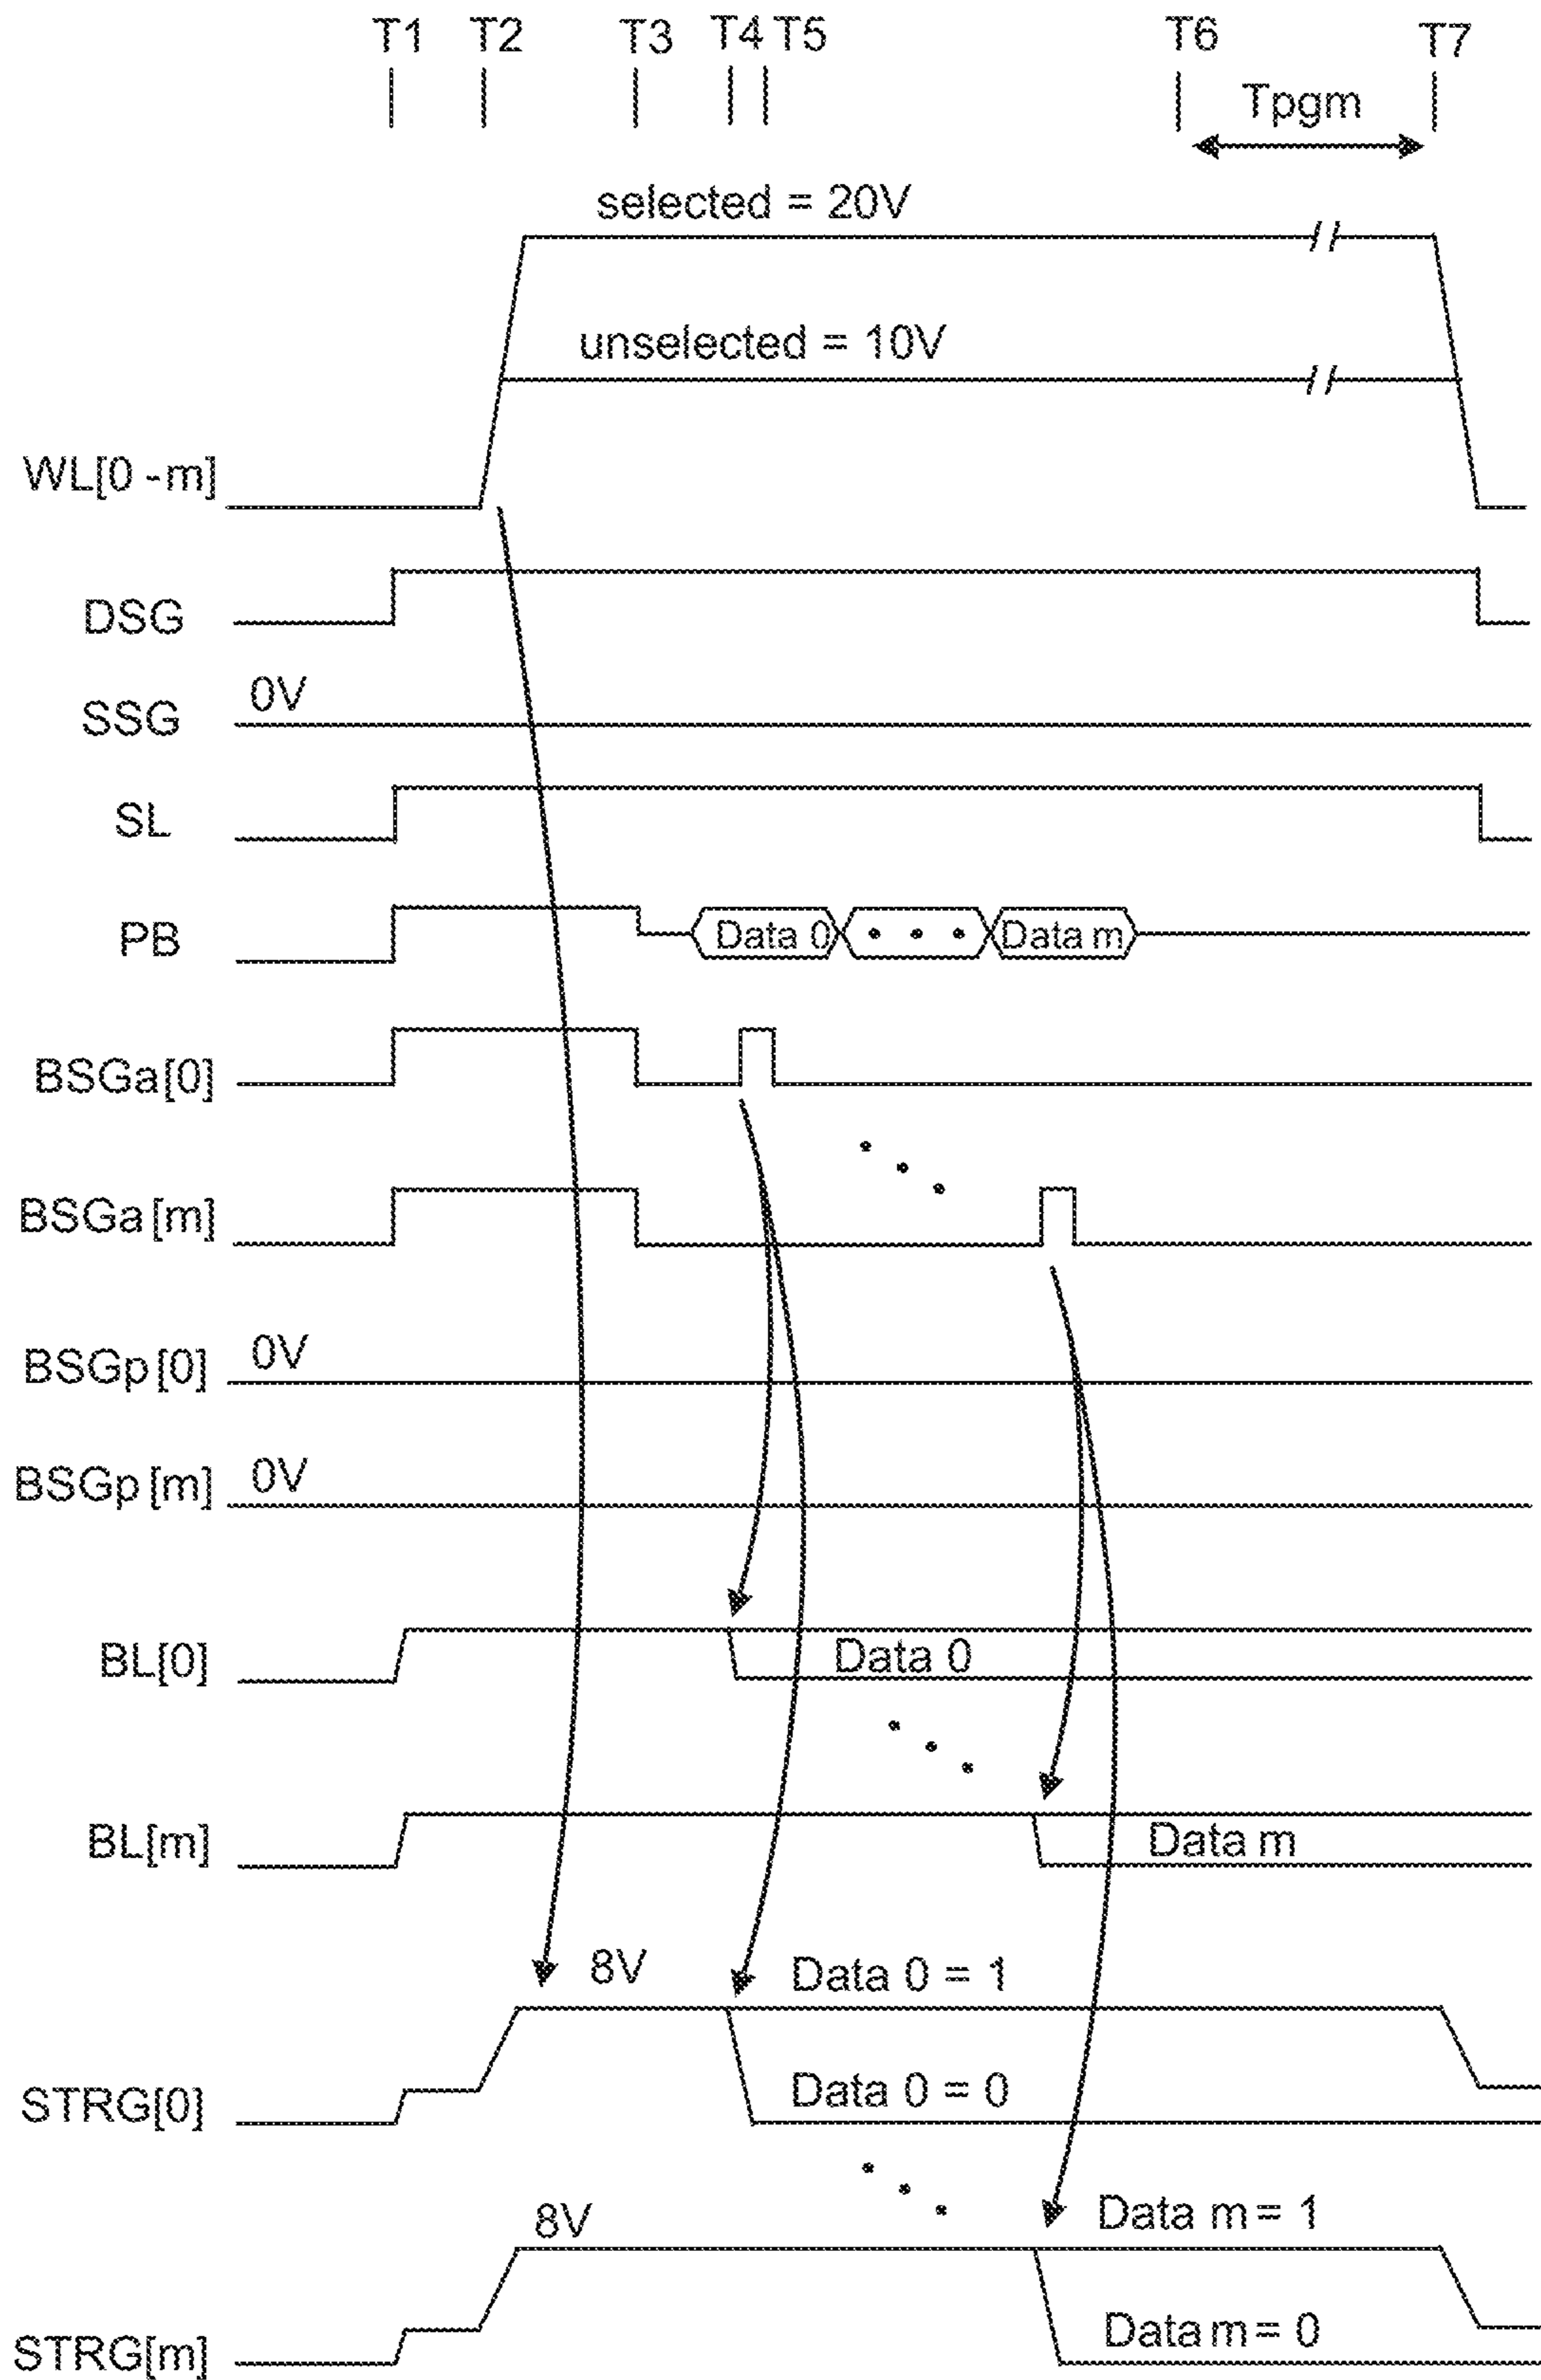 T1 T2 T3 T4 T5 T6 T7
Tpgm
selected = 20V
unselected = 10V
WL[0 - m]
DSG
0V
SSG
SL
PB Data 0 Data m
BSGa[0]
BSGa[m]
0V
BSGp[0]
0V
BSGp[m]
BL[0] Data 0
BL[m] Data m
8V Data 0 = 1
STRG[0] Data 0 = 0
8V Data m = 1
STRG[m] Data m = 0